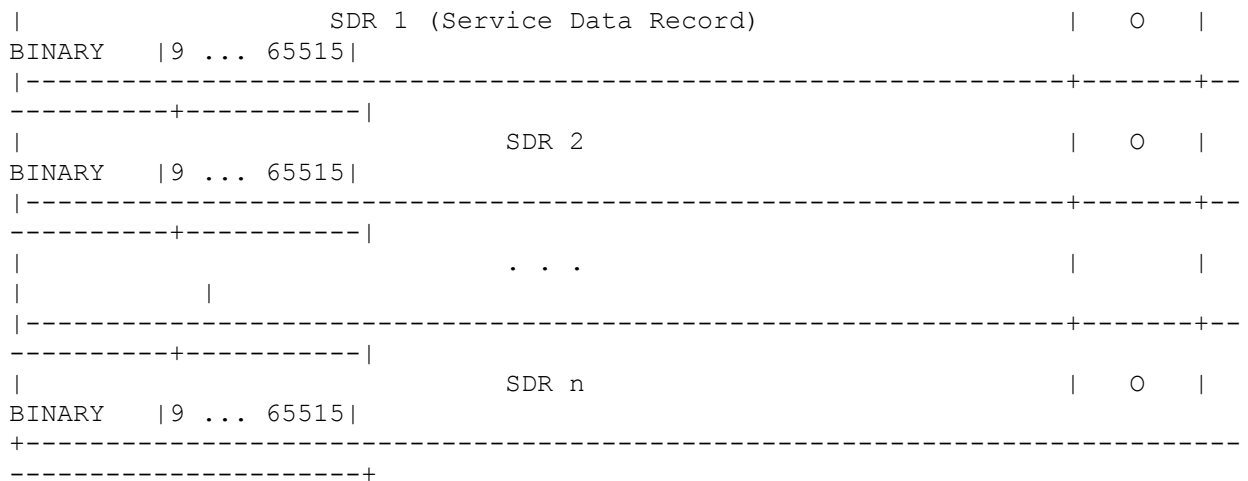 |                   SDR 1 (Service Data Record)                   |   O   |
BINARY   |9 ... 65515|
|-----------------------------------------------------------------+-------+--
----------+-----------|
|                              SDR 2                              |   O   |
BINARY   |9 ... 65515|
|-----------------------------------------------------------------+-------+--
----------+-----------|
|                              . . .                              |       |
|           |
|-----------------------------------------------------------------+-------+--
----------+-----------|
|                              SDR n                              |   O   |
BINARY   |9 ... 65515|
+----------------------------------------------------------------------------
----------------------+